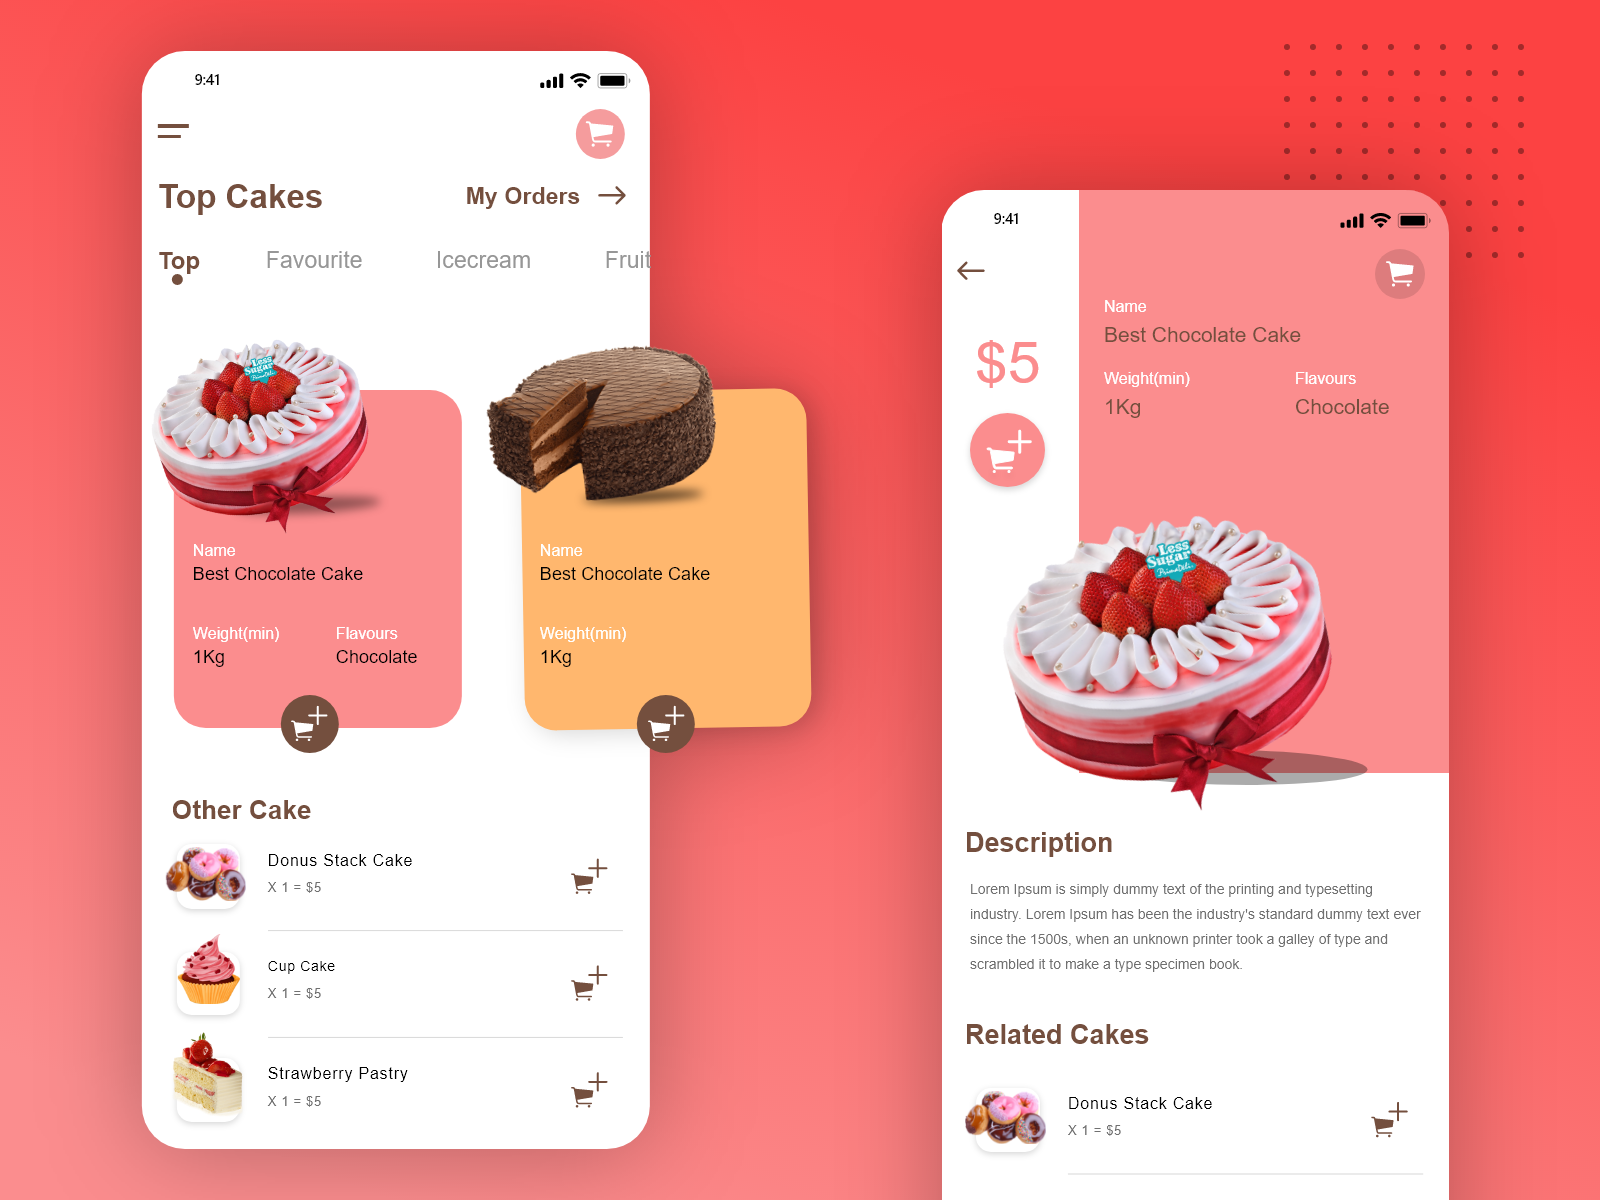 9:41
Top Cakes
My Orders
Top Favourite Icecream Fruit
Less
Sugar
PrimaDéli
Name
Best Chocolate Cake
Weight(min) Flavours
1Kg Chocolate
Name
Best Chocolate Cake
Weight(min)
1Kg
Other Cake
Donus Stack Cake
X 1 = $5
Cup Cake
X 1 = $5
Strawberry Pastry
X 1 = $5
9:41
$5
Name
Best Chocolate Cake
Weight(min) Flavours
1Kg Chocolate
Less
Sugar
PrimaDéli
Description
Lorem Ipsum is simply dummy text of the printing and typesetting
industry. Lorem Ipsum has been the industry's standard dummy text ever
since the 1500s, when an unknown printer took a galley of type and
scrambled it to make a type specimen book.
Related Cakes
Donus Stack Cake
X 1 = $5